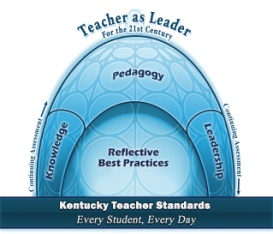 Teacher as Leader
For the 21st Century
Pedagogy
Continuing Assessment
Knowledge
Reflective
Best Practices
Leadership
Continuing Assessment
Kentucky Teacher Standards
Every Student, Every Day